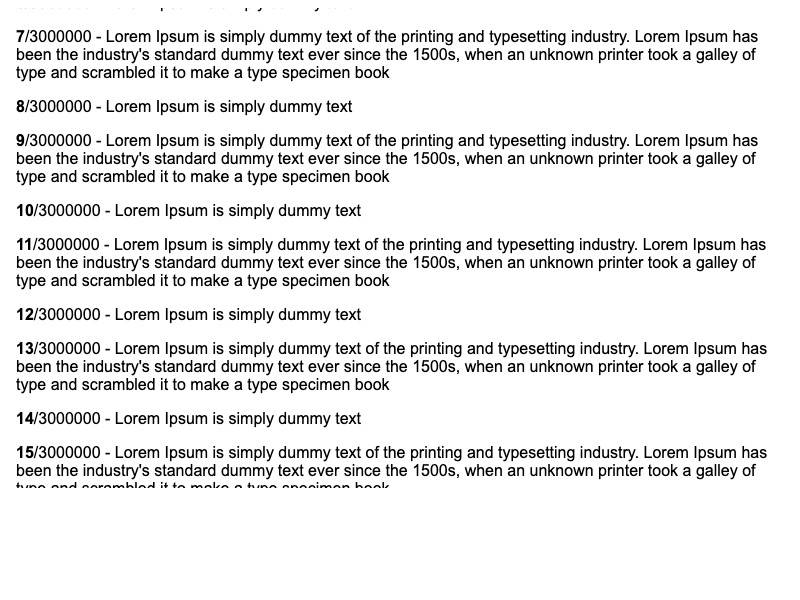 7/3000000 - Lorem Ipsum is simply dummy text of the printing and typesetting industry. Lorem Ipsum has
been the industry's standard dummy text ever since the 1500s, when an unknown printer took a galley of
type and scrambled it to make a type specimen book
8/3000000 - Lorem Ipsum is simply dummy text
9/3000000 - Lorem Ipsum is simply dummy text of the printing and typesetting industry. Lorem Ipsum has
been the industry's standard dummy text ever since the 1500s, when an unknown printer took a galley of
type and scrambled it to make a type specimen book
10/3000000 - Lorem Ipsum is simply dummy text
11/3000000 - Lorem Ipsum is simply dummy text of the printing and typesetting industry. Lorem Ipsum has
been the industry's standard dummy text ever since the 1500s, when an unknown printer took a galley of
type and scrambled it to make a type specimen book
12/3000000 - Lorem Ipsum is simply dummy text
13/3000000 - Lorem Ipsum is simply dummy text of the printing and typesetting industry. Lorem Ipsum has
been the industry's standard dummy text ever since the 1500s, when an unknown printer took a galley of
type and scrambled it to make a type specimen book
14/3000000 - Lorem Ipsum is simply dummy text
15/3000000 - Lorem Ipsum is simply dummy text of the printing and typesetting industry. Lorem Ipsum has
been the industry's standard dummy text ever since the 1500s, when an unknown printer took a galley of
type and scrambled it to make a type specimen book